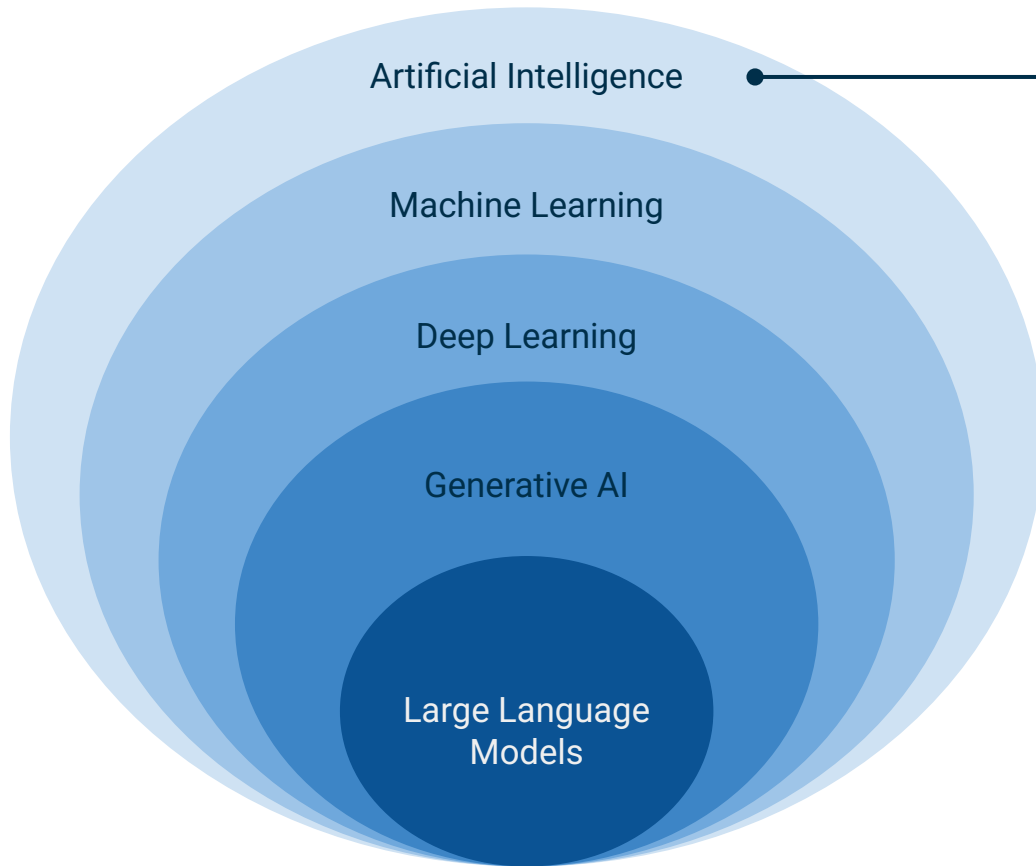 Artificial Intelligence
Machine Learning
Deep Learning
Generative AI
Large Language
Models